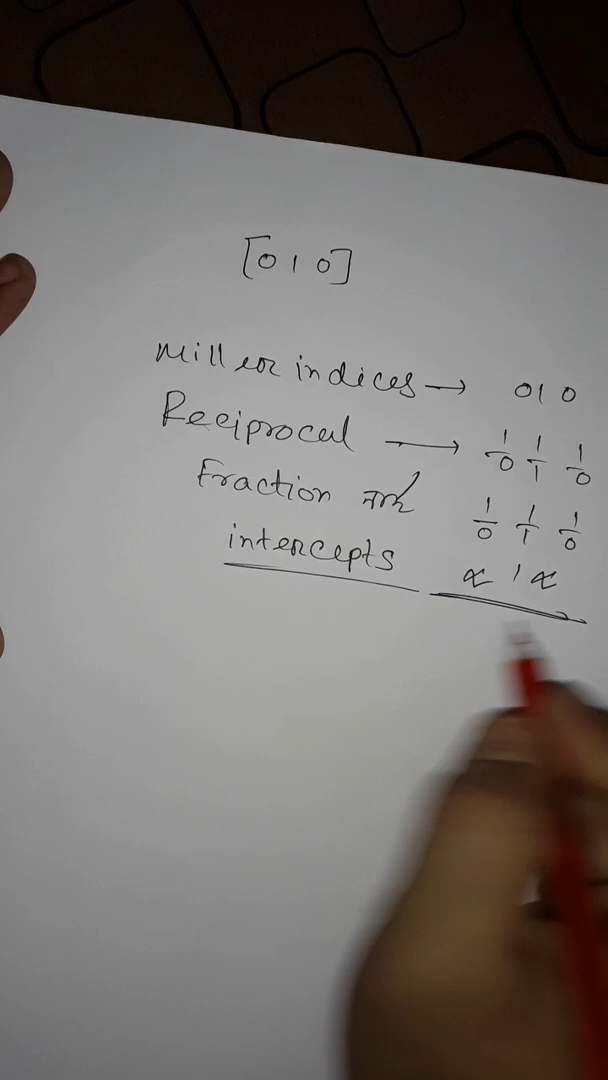 [0 1 0]
Miller indices → 0 1 0
Reciprocal → 1/0 1/1 1/0
Fraction 1/0 1/1 1/0
intercepts ∝ 1 ∝